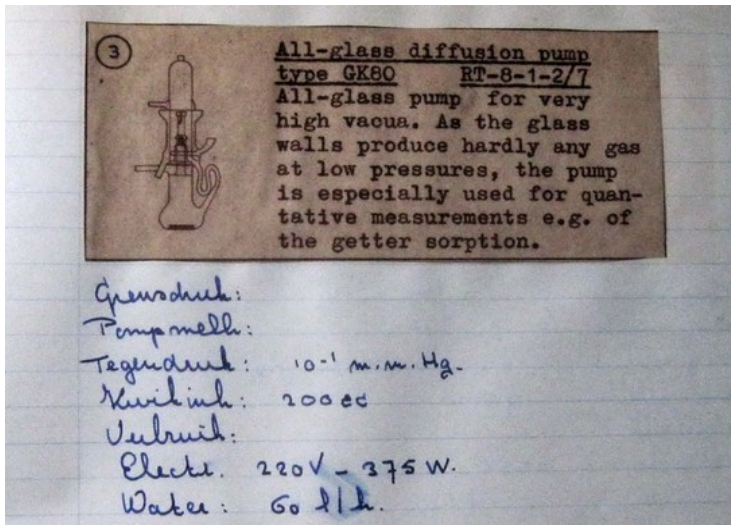 3
All-glass diffusion pump
type GK80 RT-8-1-2/7
All-glass pump for very
high vacua. As the glass
walls produce hardly any gas
at low pressures, the pump
is especially used for quan-
tative measurements e.g. of
the getter sorption.
Grensdruk:
Pompsnelh:
Tegendruk: 10-1 m.m. Hg.
Kwikinh: 200 cc
Verbruik:
Electr. 220V - 375 W.
Water: 60 l/h.